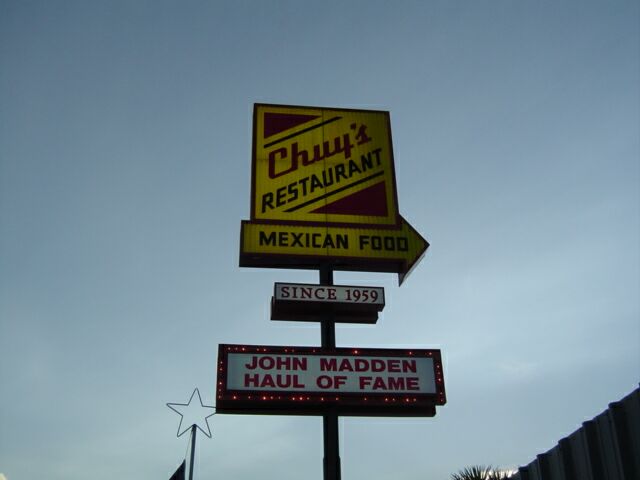 Chuy's
RESTAURANT
MEXICAN FOOD
SINCE 1959
JOHN MADDEN
HAUL OF FAME